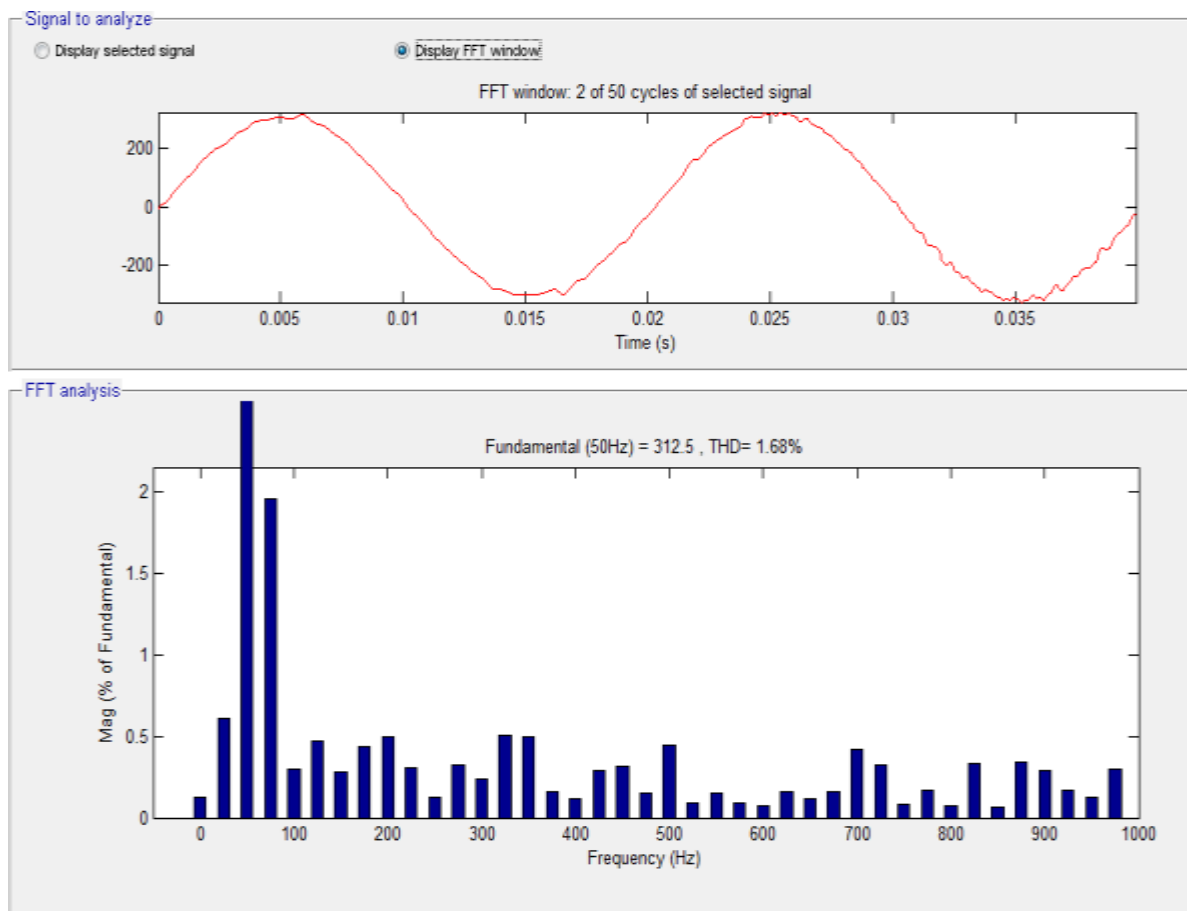 Signal to analyze
Display selected signal
Display FFT window
FFT window: 2 of 50 cycles of selected signal
200
0
-200
0 0.005 0.01 0.015 0.02 0.025 0.03 0.035
Time (s)
FFT analysis
Fundamental (50Hz) = 312.5 , THD= 1.68%
Mag (% of Fundamental)
2
1.5
1
0.5
0
0 100 200 300 400 500 600 700 800 900 1000
Frequency (Hz)